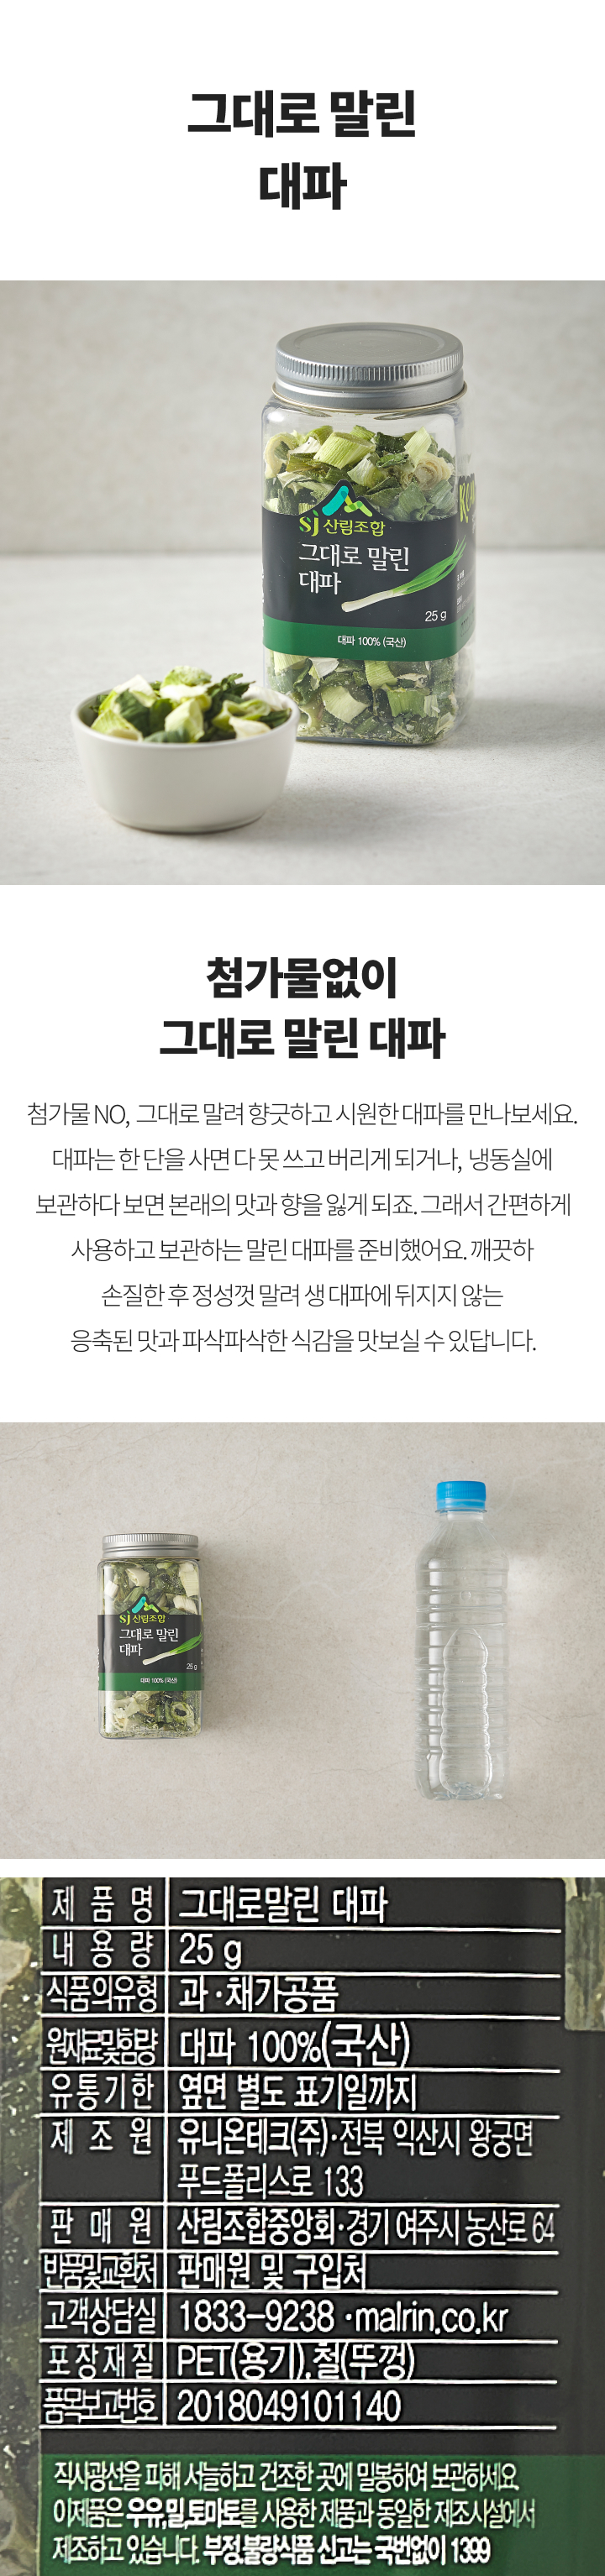 그대로 말린
대파
sj 산림조합
그대로 말린
대파
25 g
대파 100% (국산)
첨가물없이
그대로 말린 대파
첨가물 NO, 그대로 말려 향긋하고 시원한 대파를 만나보세요.
대파는 한 단을 사면 다 못 쓰고 버리게 되거나, 냉동실에
보관하다 보면 본래의 맛과 향을 잃게 되죠. 그래서 간편하게
사용하고 보관하는 말린 대파를 준비했어요. 깨끗하
손질한 후 정성껏 말려 생 대파에 뒤지지 않는
응축된 맛과 파삭파삭한 식감을 맛보실 수 있답니다.
sj 산림조합
그대로 말린
대파
25 g
대파 100% (국산)
제 품 명 그대로말린 대파
내 용 량 25 g
식품의유형 과·채가공품
원재료및함량 대파 100%(국산)
유통기한 옆면 별도 표기일까지
제 조 원 유니온테크(주)·전북 익산시 왕궁면
푸드폴리스로 133
판 매 원 산림조합중앙회·경기 여주시 농산로 64
반품및교환처 판매원 및 구입처
고객상담실 1833-9238 ·malrin.co.kr
포장재질 PET(용기),철(뚜껑)
품목보고번호 2018049101140
직사광선을 피해 서늘하고 건조한 곳에 밀봉하여 보관하세요.
이제품은 우유,밀,토마토를 사용한 제품과 동일한 제조시설에서
제조하고 있습니다. 부정,불량식품 신고는 국번없이 1399